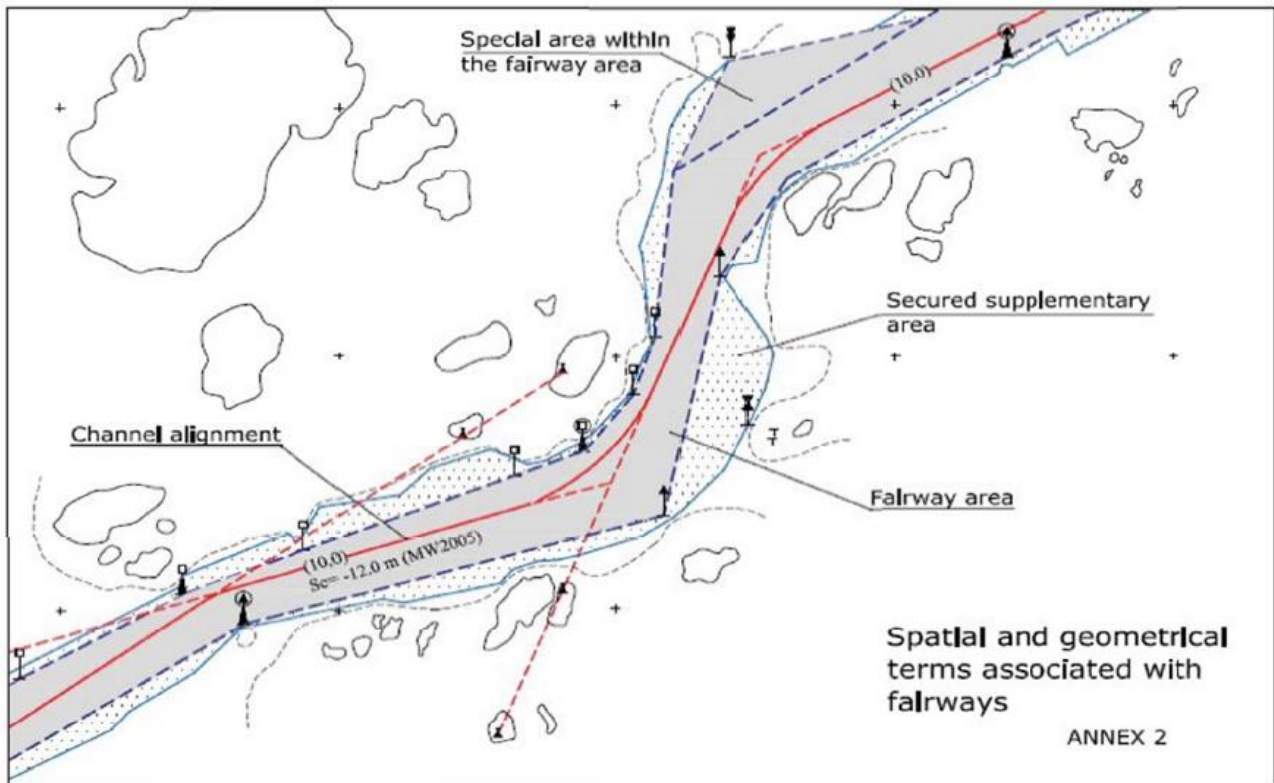 Special area within
the fairway area
(10.0)
Secured supplementary
area
Channel alignment
Fairway area
(10.0)
Sc= -12.0 m (MW2005)
Spatial and geometrical
terms associated with
fairways
ANNEX 2